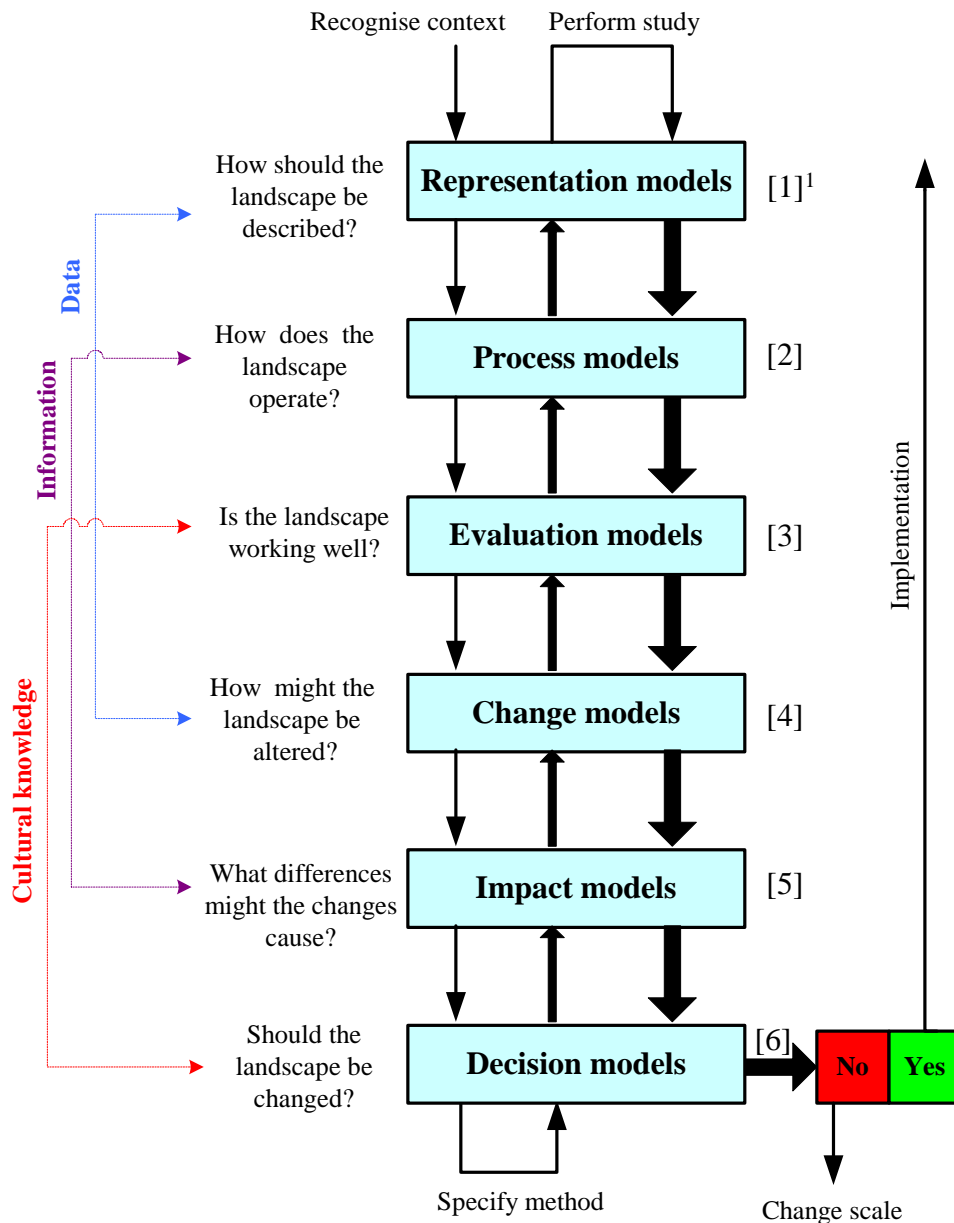 Recognise context
Perform study
How should the
landscape be
described?
Representation models
[1]¹
Data
How does the
landscape
operate?
Process models
[2]
Information
Is the landscape
working well?
Evaluation models
[3]
Implementation
How might the
landscape be
altered?
Change models
[4]
Cultural knowledge
What differences
might the changes
cause?
Impact models
[5]
Should the
landscape be
changed?
Decision models
[6]
No
Yes
Specify method
Change scale